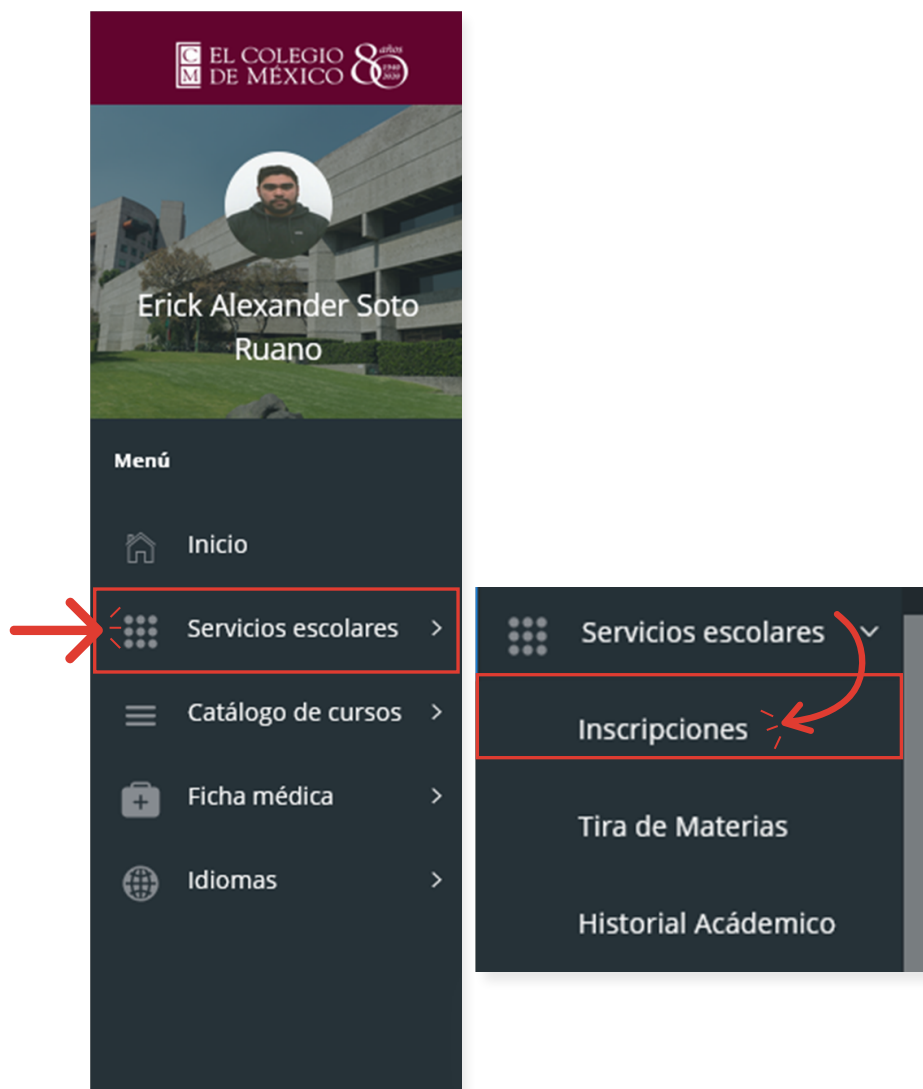 C
M
EL COLEGIO
DE MÉXICO
80 años
1940
2020
Erick Alexander Soto
Ruano
Menú
Inicio
Servicios escolares
Catálogo de cursos
Ficha médica
Idiomas
Servicios escolares
Inscripciones
Tira de Materias
Historial Acádemico